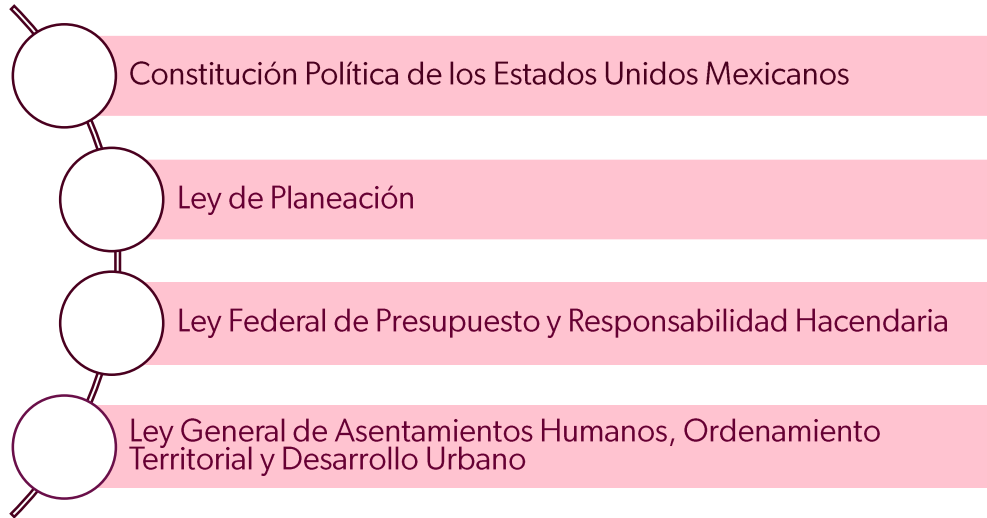 Constitución Política de los Estados Unidos Mexicanos
Ley de Planeación
Ley Federal de Presupuesto y Responsabilidad Hacendaria
Ley General de Asentamientos Humanos, Ordenamiento
Territorial y Desarrollo Urbano